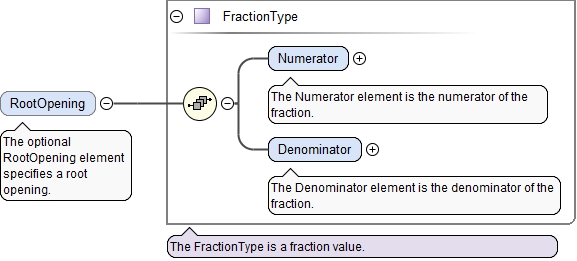 FractionType
Numerator
The Numerator element is the numerator of the
fraction.
RootOpening
The optional
RootOpening element
specifies a root
opening.
Denominator
The Denominator element is the denominator of the
fraction.
The FractionType is a fraction value.